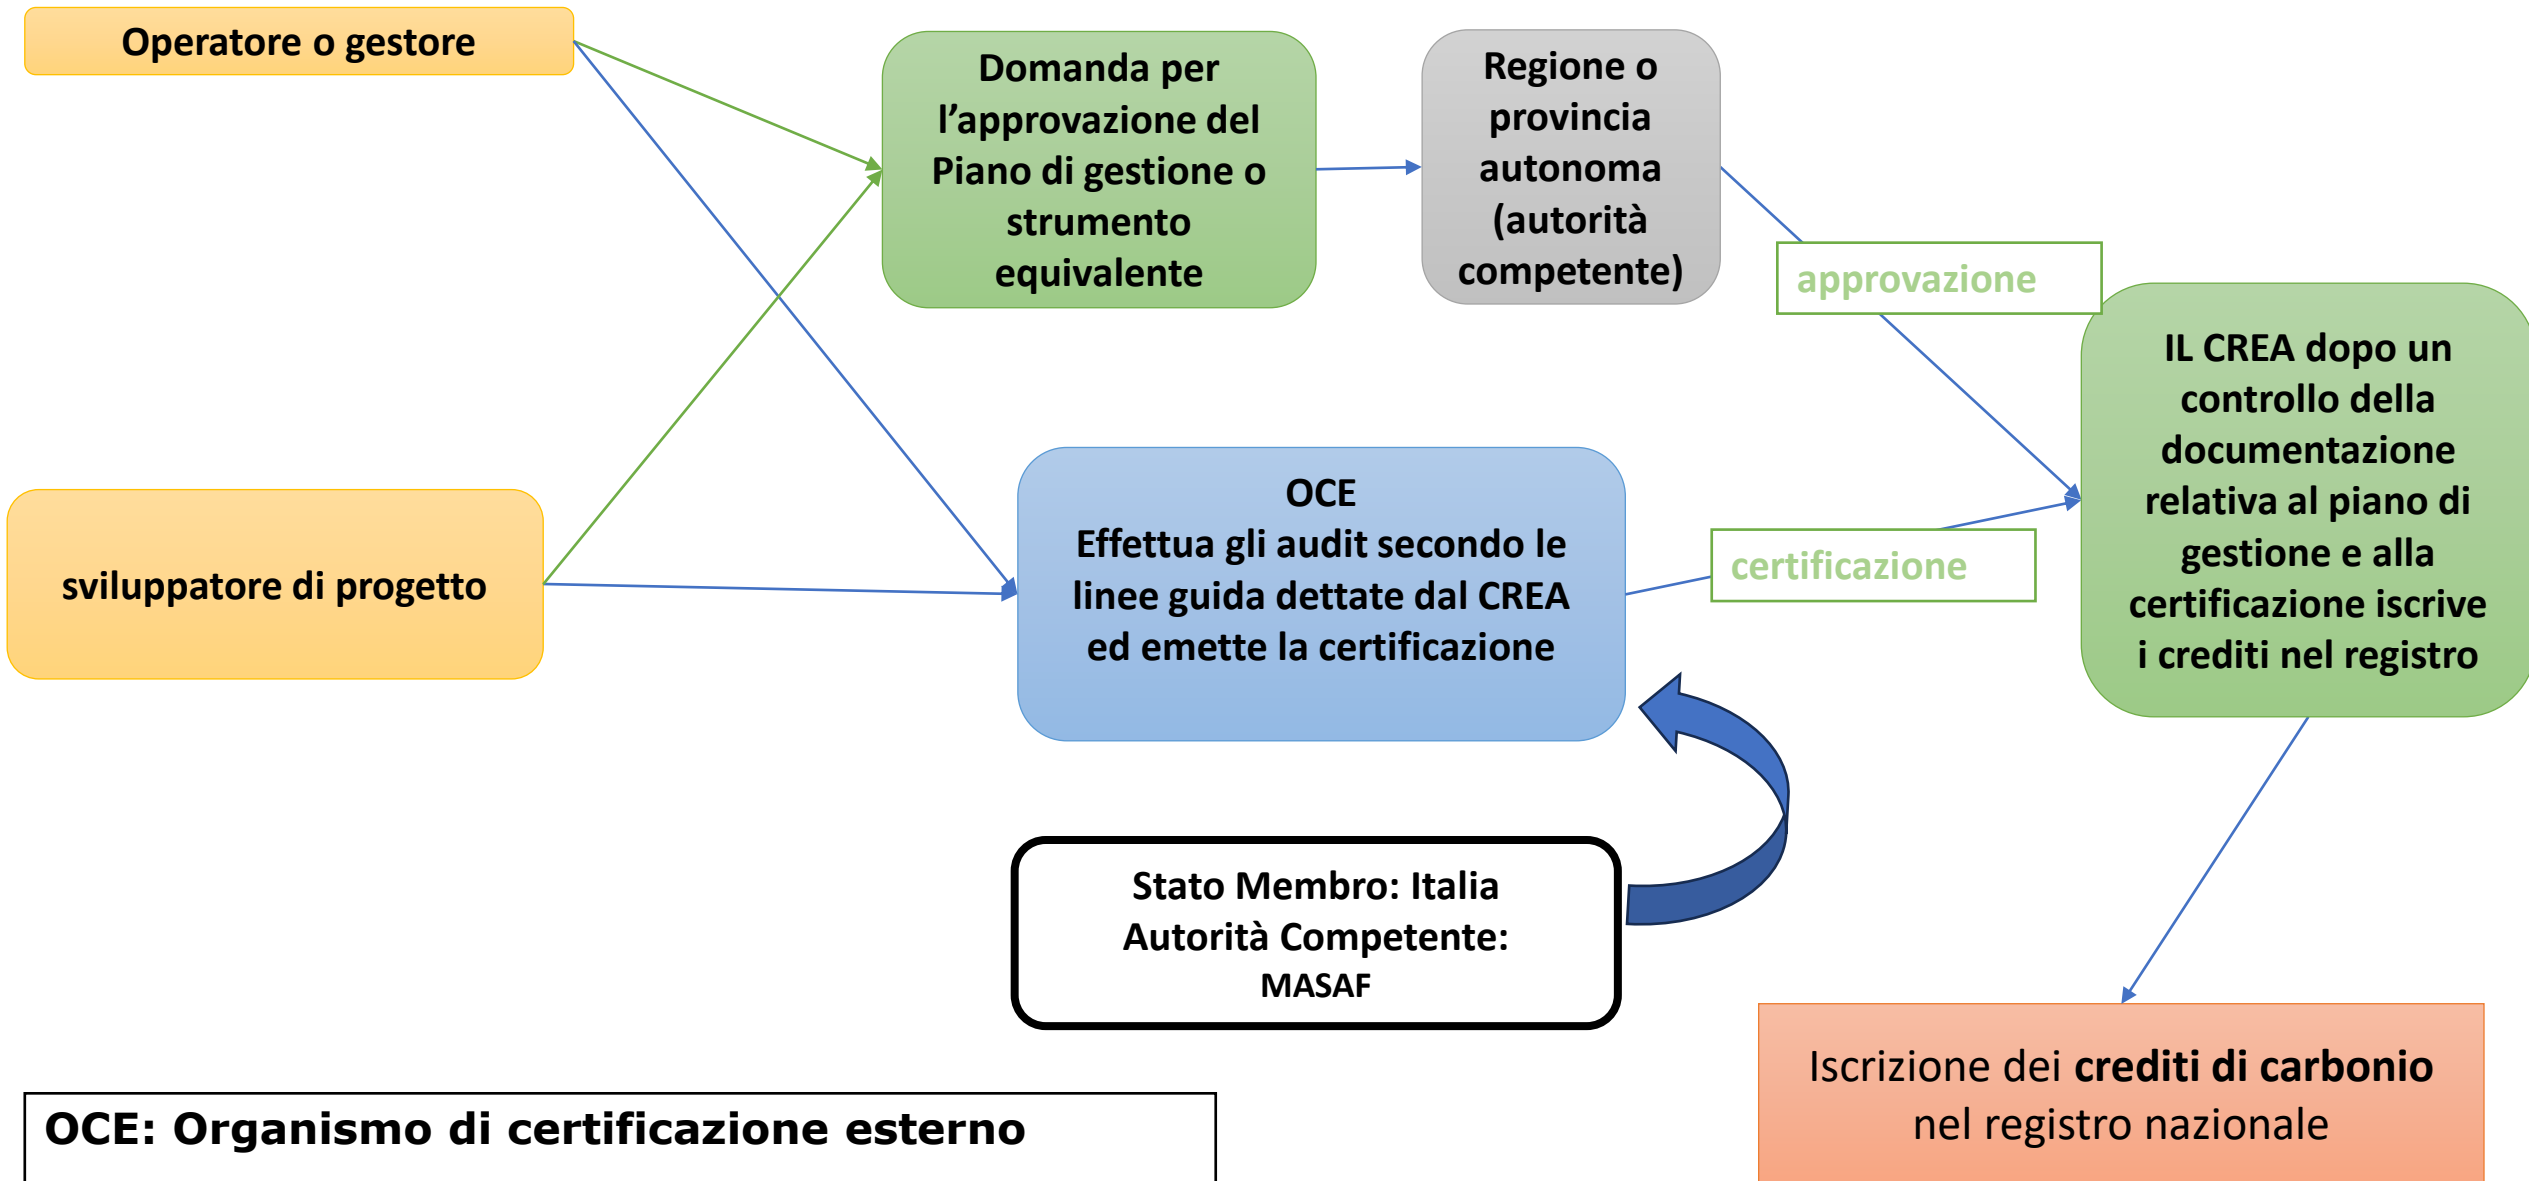 Operatore o gestore
Domanda per
l’approvazione del
Piano di gestione o
strumento
equivalente
Regione o
provincia
autonoma
(autorità
competente)
approvazione
IL CREA dopo un
controllo della
documentazione
relativa al piano di
gestione e alla
certificazione iscrive
i crediti nel registro
sviluppatore di progetto
OCE
Effettua gli audit secondo le
linee guida dettate dal CREA
ed emette la certificazione
certificazione
Stato Membro: Italia
Autorità Competente:
MASAF
Iscrizione dei crediti di carbonio
nel registro nazionale
OCE: Organismo di certificazione esterno